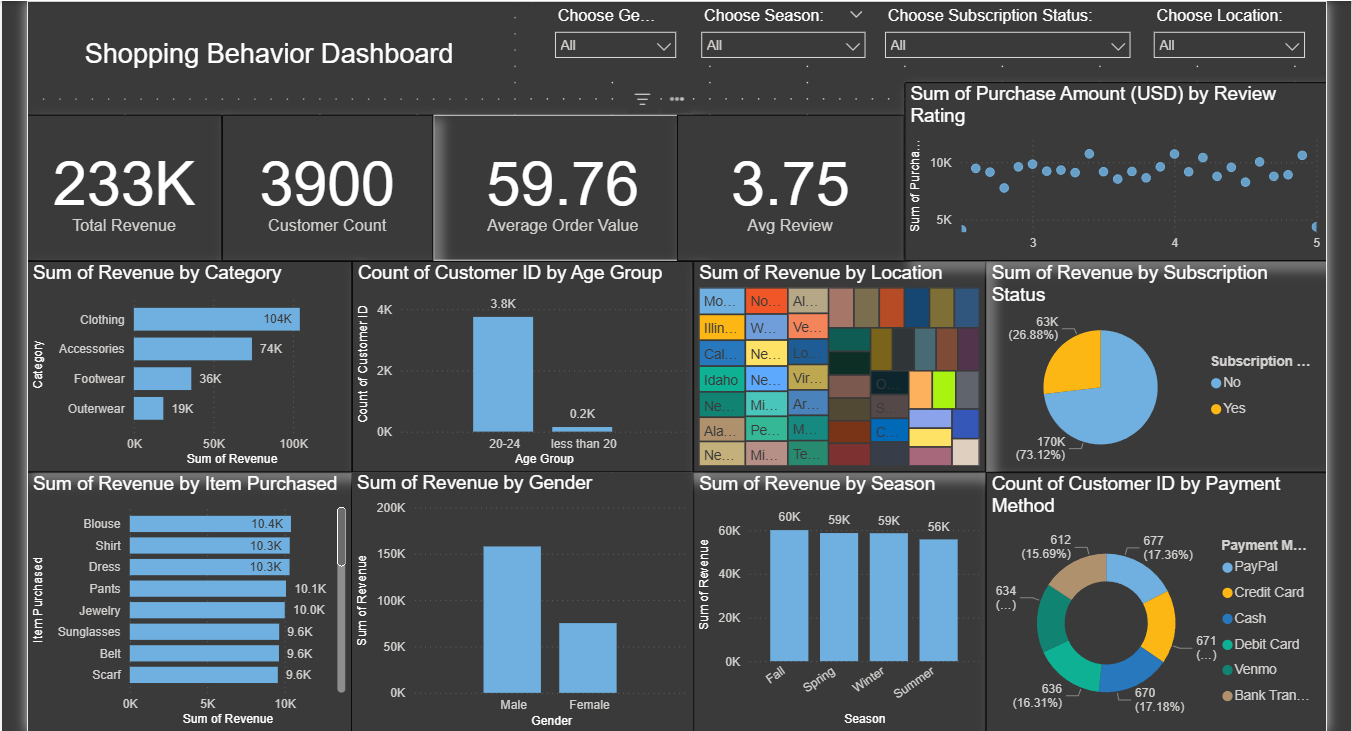 Choose Ge...
Choose Season:
Choose Subscription Status:
Choose Location:
All
All
All
All
Shopping Behavior Dashboard
233K
Total Revenue
3900
Customer Count
59.76
Average Order Value
3.75
Avg Review
Sum of Purchase Amount (USD) by Review
Rating
Sum of Purcha...
10K
5K
3
4
5
Sum of Revenue by Category
Category
Clothing
104K
Accessories
74K
Footwear
36K
Outerwear
19K
0K
50K
100K
Sum of Revenue
Count of Customer ID by Age Group
Count of Customer ID
4K
2K
0K
3.8K
0.2K
20-24
less than 20
Age Group
Sum of Revenue by Location
Mo...
No...
Al...
Illin...
W...
Ve...
Cal...
Ne...
Lo...
Idaho
Ne...
Vir...
O...
Ne...
Mi...
Ar...
S...
Ala...
Pe...
M...
C...
Ne...
Mi...
Te...
Sum of Revenue by Subscription
Status
63K
(26.88%)
170K
(73.12%)
Subscription ...
No
Yes
Sum of Revenue by Item Purchased
Item Purchased
Blouse
10.4K
Shirt
10.3K
Dress
10.3K
Pants
10.1K
Jewelry
10.0K
Sunglasses
9.6K
Belt
9.6K
Scarf
9.6K
0K
5K
10K
Sum of Revenue
Sum of Revenue by Gender
Sum of Revenue
200K
150K
100K
50K
0K
Male
Female
Gender
Sum of Revenue by Season
Sum of Revenue
60K
40K
20K
0K
60K
59K
59K
56K
Fall
Spring
Winter
Summer
Season
Count of Customer ID by Payment
Method
612
(15.69%)
677
(17.36%)
634
(...)
671
(...)
636
(16.31%)
670
(17.18%)
Payment M...
PayPal
Credit Card
Cash
Debit Card
Venmo
Bank Tran...